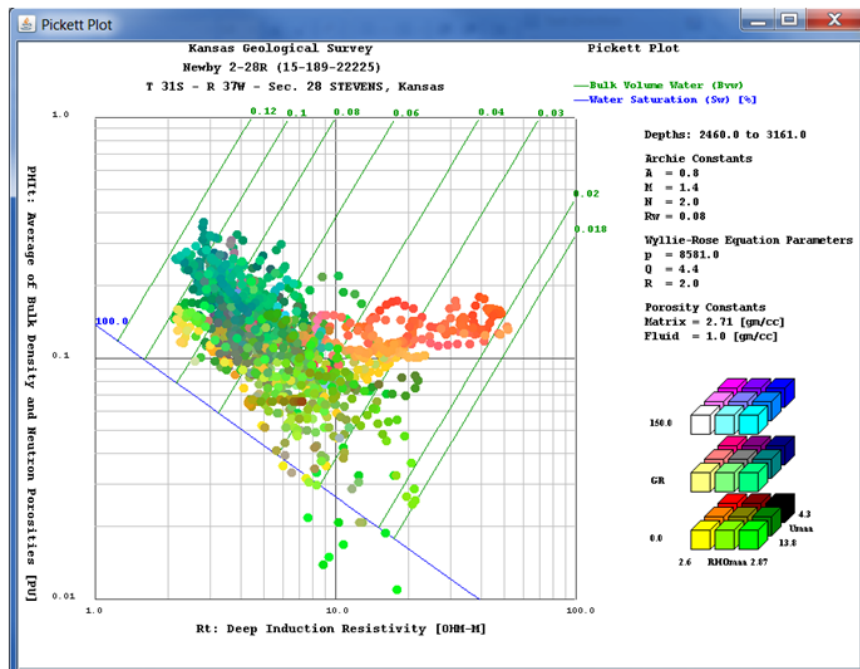 Pickett Plot
Kansas Geological Survey
Newby 2-28R (15-189-22225)
T 31S - R 37W - Sec. 28 STEVENS, Kansas
Pickett Plot
Bulk Volume Water (Bvw)
Water Saturation (Sw) [%]
Depths: 2460.0 to 3161.0
Archie Constants
A = 0.8
M = 1.4
N = 2.0
Rw = 0.08
Wyllie-Rose Equation Parameters
p = 8581.0
Q = 4.4
R = 2.0
Porosity Constants
Matrix = 2.71 [gm/cc]
Fluid = 1.0 [gm/cc]
150.0
GR
0.0
4.3
Umaa
13.8
2.6 RHOmaa 2.87
0.12 0.1 0.08 0.06 0.04 0.03
0.02
0.018
100.0
1.0
0.1
0.01
PHIt: Average of Bulk Density and Neutron Porosities [PU]
1.0 10.0 100.0
Rt: Deep Induction Resistivity [OHM-M]